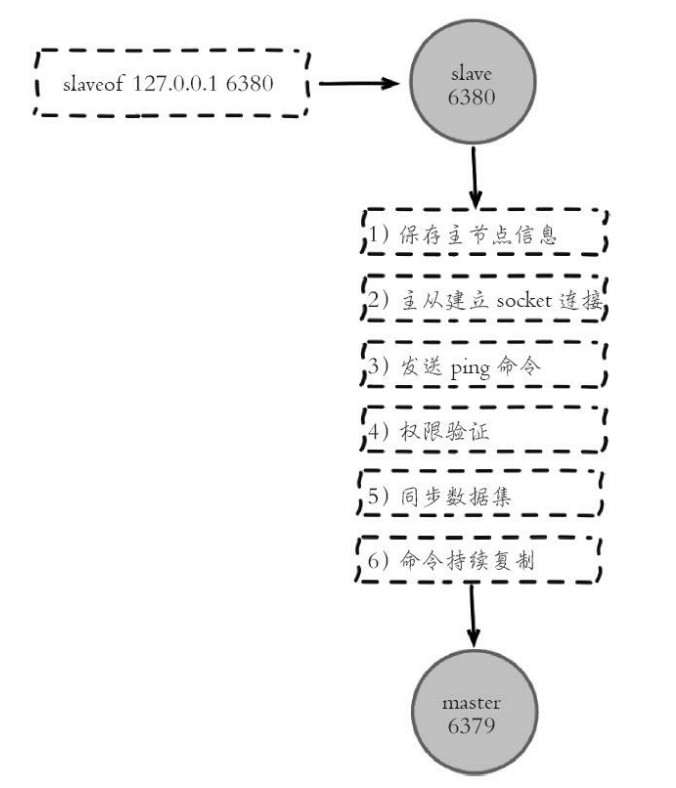 slaveof 127.0.0.1 6380
slave
6380
1) 保存主节点信息
2) 主从建立 socket 连接
3) 发送 ping 命令
4) 权限验证
5) 同步数据集
6) 命令持续复制
master
6379